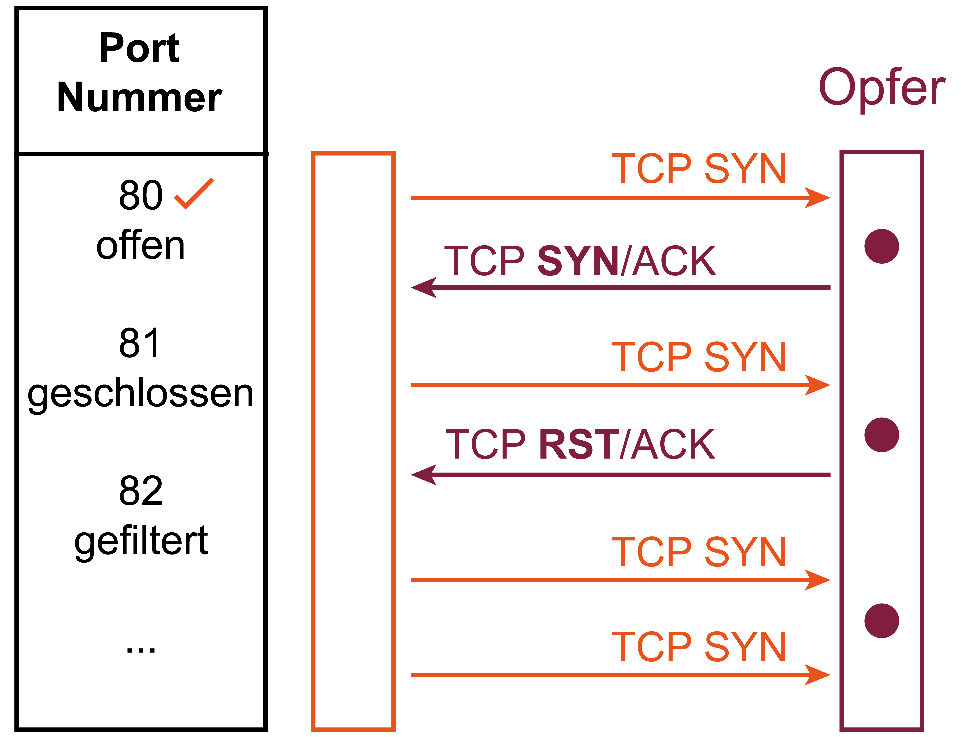 Port
Nummer
Opfer
80
offen
81
geschlossen
82
gefiltert
...
TCP SYN
TCP SYN/ACK
TCP SYN
TCP RST/ACK
TCP SYN
TCP SYN